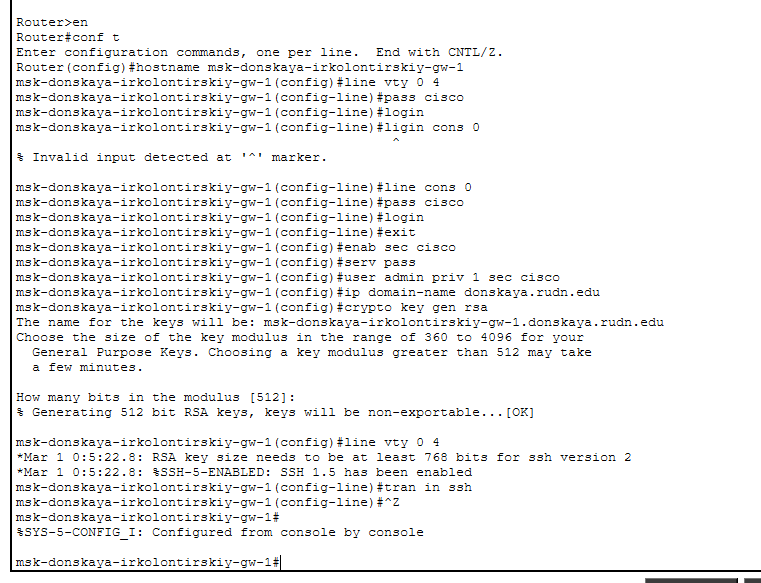 Router>en
Router#conf t
Enter configuration commands, one per line.  End with CNTL/Z.
Router(config)#hostname msk-donskaya-irkolontirskiy-gw-1
msk-donskaya-irkolontirskiy-gw-1(config)#line vty 0 4
msk-donskaya-irkolontirskiy-gw-1(config-line)#pass cisco
msk-donskaya-irkolontirskiy-gw-1(config-line)#login
msk-donskaya-irkolontirskiy-gw-1(config-line)#ligin cons 0
^
% Invalid input detected at '^' marker.
msk-donskaya-irkolontirskiy-gw-1(config-line)#line cons 0
msk-donskaya-irkolontirskiy-gw-1(config-line)#pass cisco
msk-donskaya-irkolontirskiy-gw-1(config-line)#login
msk-donskaya-irkolontirskiy-gw-1(config-line)#exit
msk-donskaya-irkolontirskiy-gw-1(config)#enab sec cisco
msk-donskaya-irkolontirskiy-gw-1(config)#serv pass
msk-donskaya-irkolontirskiy-gw-1(config)#user admin priv 1 sec cisco
msk-donskaya-irkolontirskiy-gw-1(config)#ip domain-name donskaya.rudn.edu
msk-donskaya-irkolontirskiy-gw-1(config)#crypto key gen rsa
The name for the keys will be: msk-donskaya-irkolontirskiy-gw-1.donskaya.rudn.edu
Choose the size of the key modulus in the range of 360 to 4096 for your
  General Purpose Keys. Choosing a key modulus greater than 512 may take
  a few minutes.
How many bits in the modulus [512]:
% Generating 512 bit RSA keys, keys will be non-exportable...[OK]
msk-donskaya-irkolontirskiy-gw-1(config)#line vty 0 4
*Mar 1 0:5:22.8: RSA key size needs to be at least 768 bits for ssh version 2
*Mar 1 0:5:22.8: %SSH-5-ENABLED: SSH 1.5 has been enabled
msk-donskaya-irkolontirskiy-gw-1(config-line)#tran in ssh
msk-donskaya-irkolontirskiy-gw-1(config-line)#^Z
msk-donskaya-irkolontirskiy-gw-1#
%SYS-5-CONFIG_I: Configured from console by console
msk-donskaya-irkolontirskiy-gw-1#